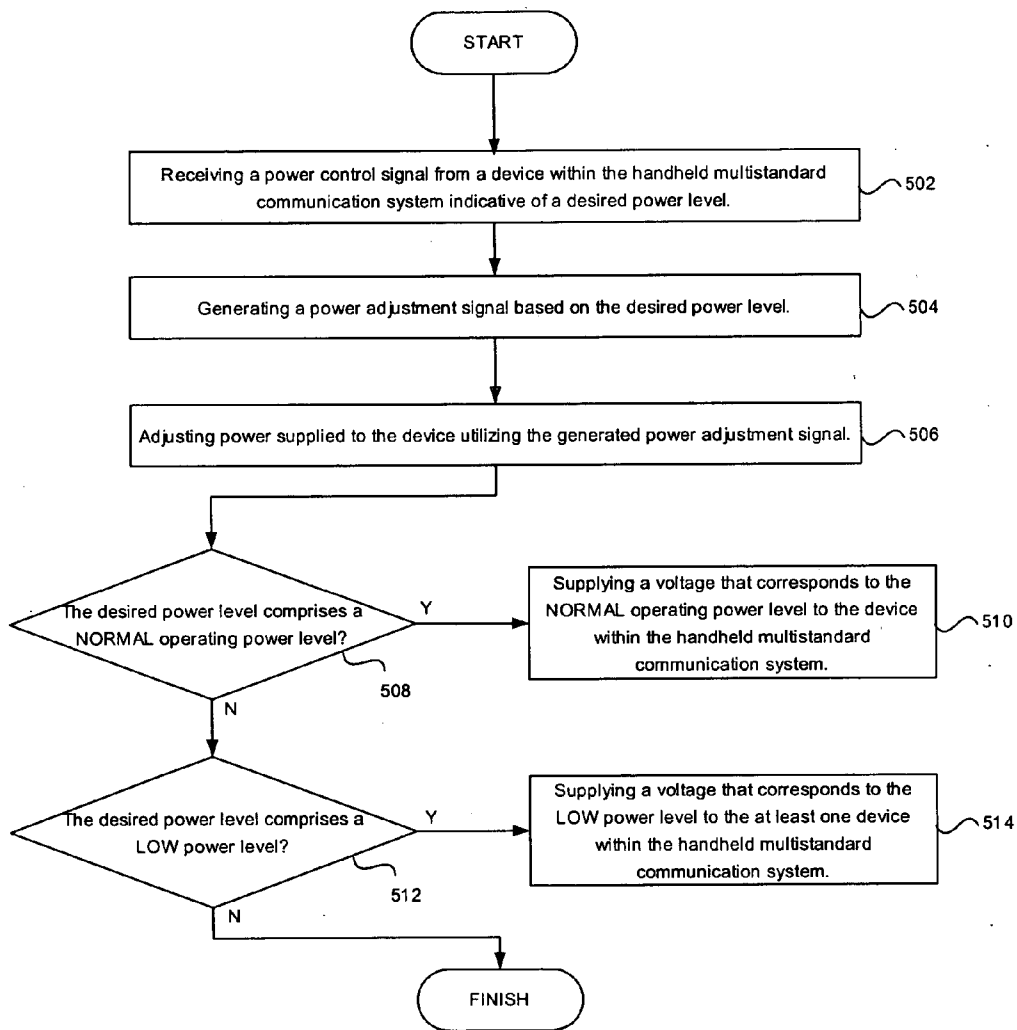 START
Receiving a power control signal from a device within the handheld multistandard
communication system indicative of a desired power level.
502
Generating a power adjustment signal based on the desired power level.
504
Adjusting power supplied to the device utilizing the generated power adjustment signal.
506
The desired power level comprises a
NORMAL operating power level?
Y
508
N
Supplying a voltage that corresponds to the
NORMAL operating power level to the device
within the handheld multistandard
communication system.
510
The desired power level comprises a
LOW power level?
Y
512
N
Supplying a voltage that corresponds to the
LOW power level to the at least one device
within the handheld multistandard
communication system.
514
FINISH